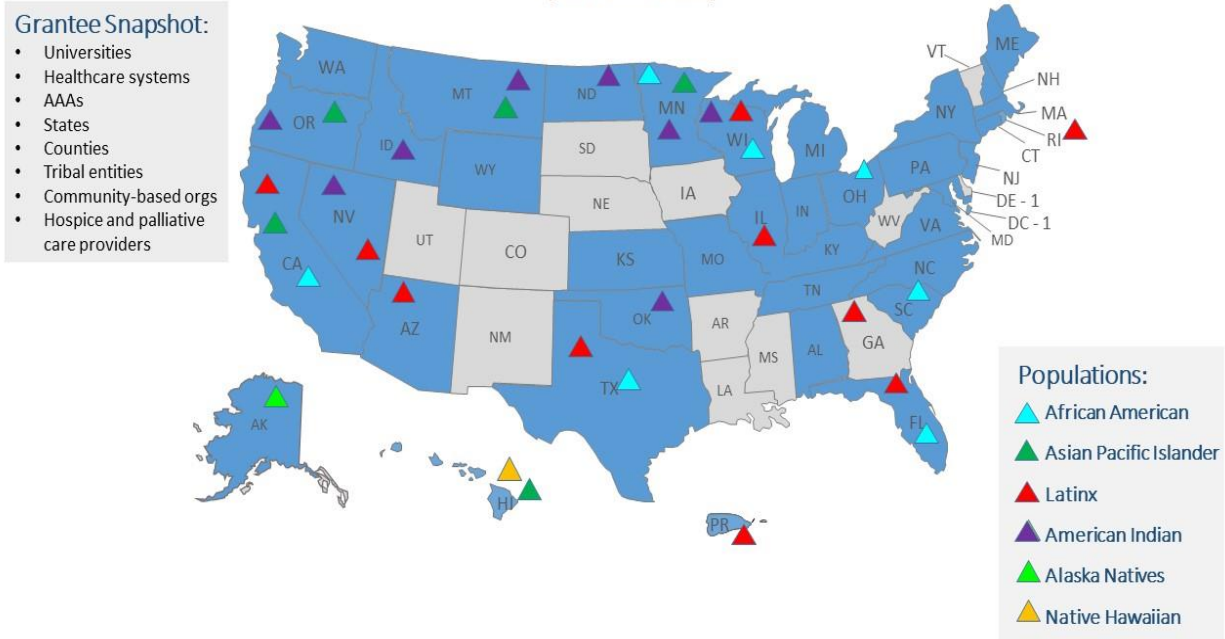 Grantee Snapshot:
• Universities
• Healthcare systems
• AAAs
• States
• Counties
• Tribal entities
• Community-based orgs
• Hospice and palliative
care providers
WA
OR
ID
MT
ND
MN
SD
WY
NV
CA
UT
CO
AZ
NM
NE
KS
OK
TX
IA
MO
AR
LA
WI
IL
IN
MI
OH
KY
TN
MS
AL
GA
FL
SC
NC
VA
WV
PA
NY
VT
ME
NH
MA
RI
CT
NJ
DE - 1
DC - 1
MD
AK
HI
PR
Populations:
African American
Asian Pacific Islander
Latinx
American Indian
Alaska Natives
Native Hawaiian